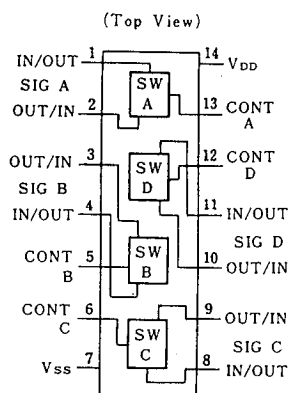 (Top View)
1 14
IN/OUT VDD
SIG A SW A
2 13
OUT/IN CONT A
3 12
OUT/IN CONT D
SIG B SW D
4 11
IN/OUT IN/OUT
SIG D
5 10
CONT B SW B OUT/IN
6 9
CONT C OUT/IN
SW C SIG C
7 8
VSS IN/OUT